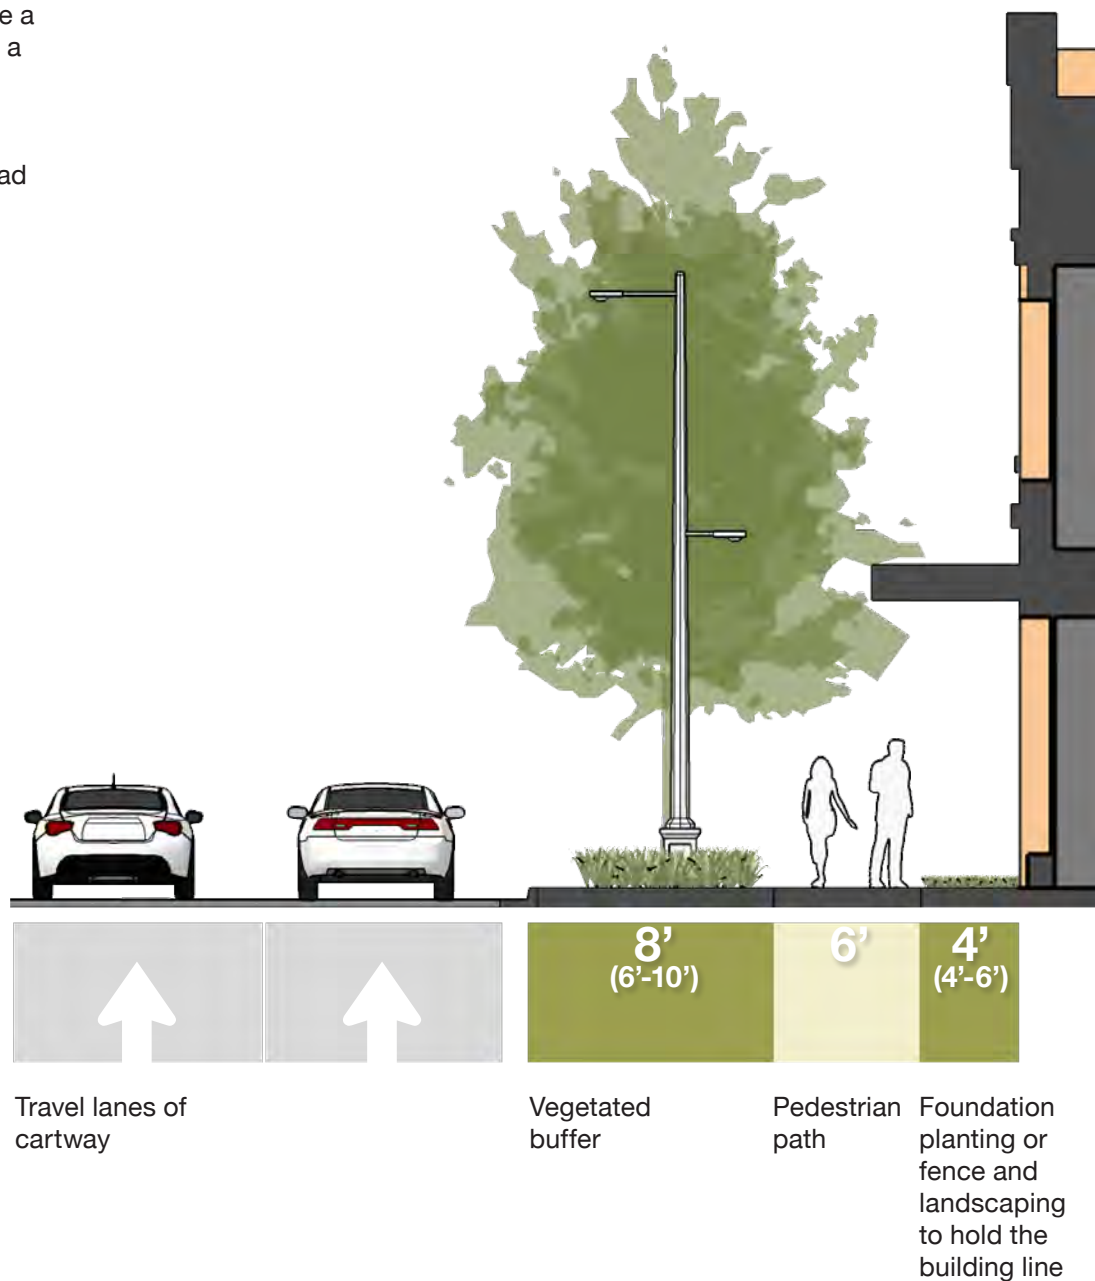 e a
a
ad
8’
(6’-10’)
6’
4’
(4’-6’)
Travel lanes of
cartway
Vegetated
buffer
Pedestrian
path
Foundation
planting or
fence and
landscaping
to hold the
building line